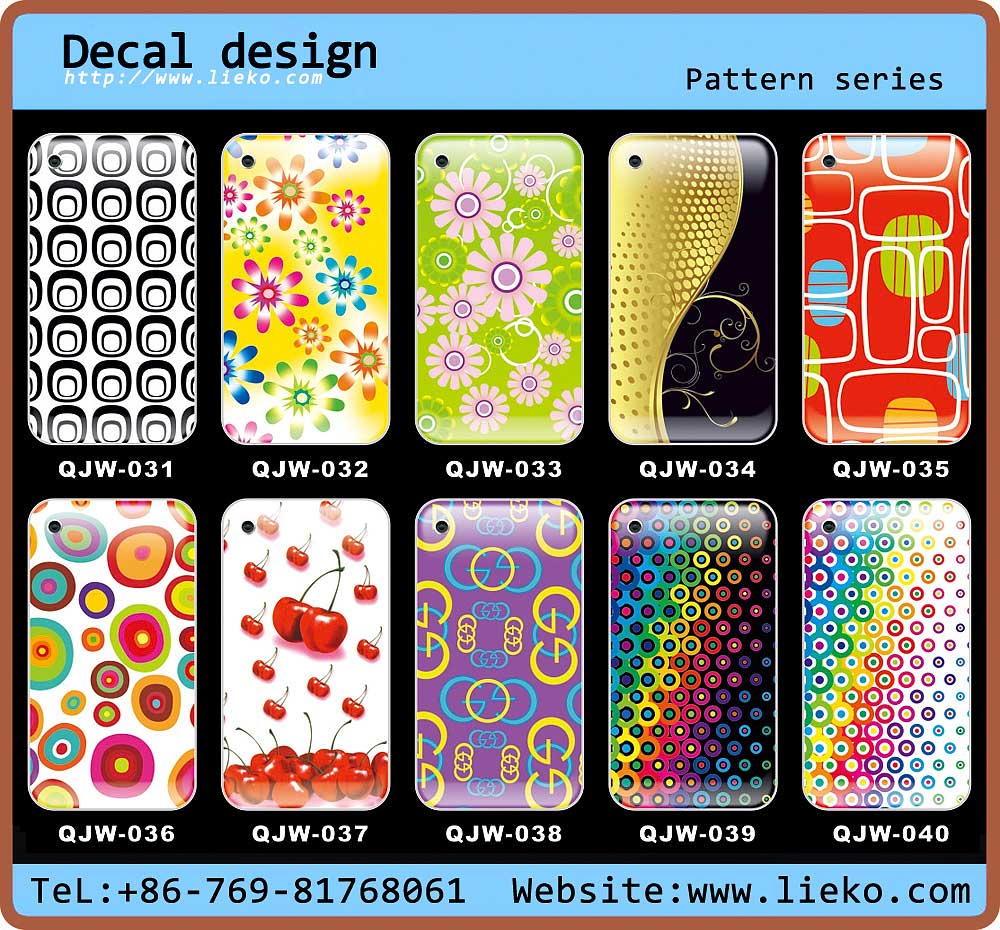 Decal design
http://www.lieko.com
Pattern series
QJW-031 QJW-032 QJW-033 QJW-034 QJW-035
QJW-036 QJW-037 QJW-038 QJW-039 QJW-040
TeL:+86-769-81768061 Website:www.lieko.com